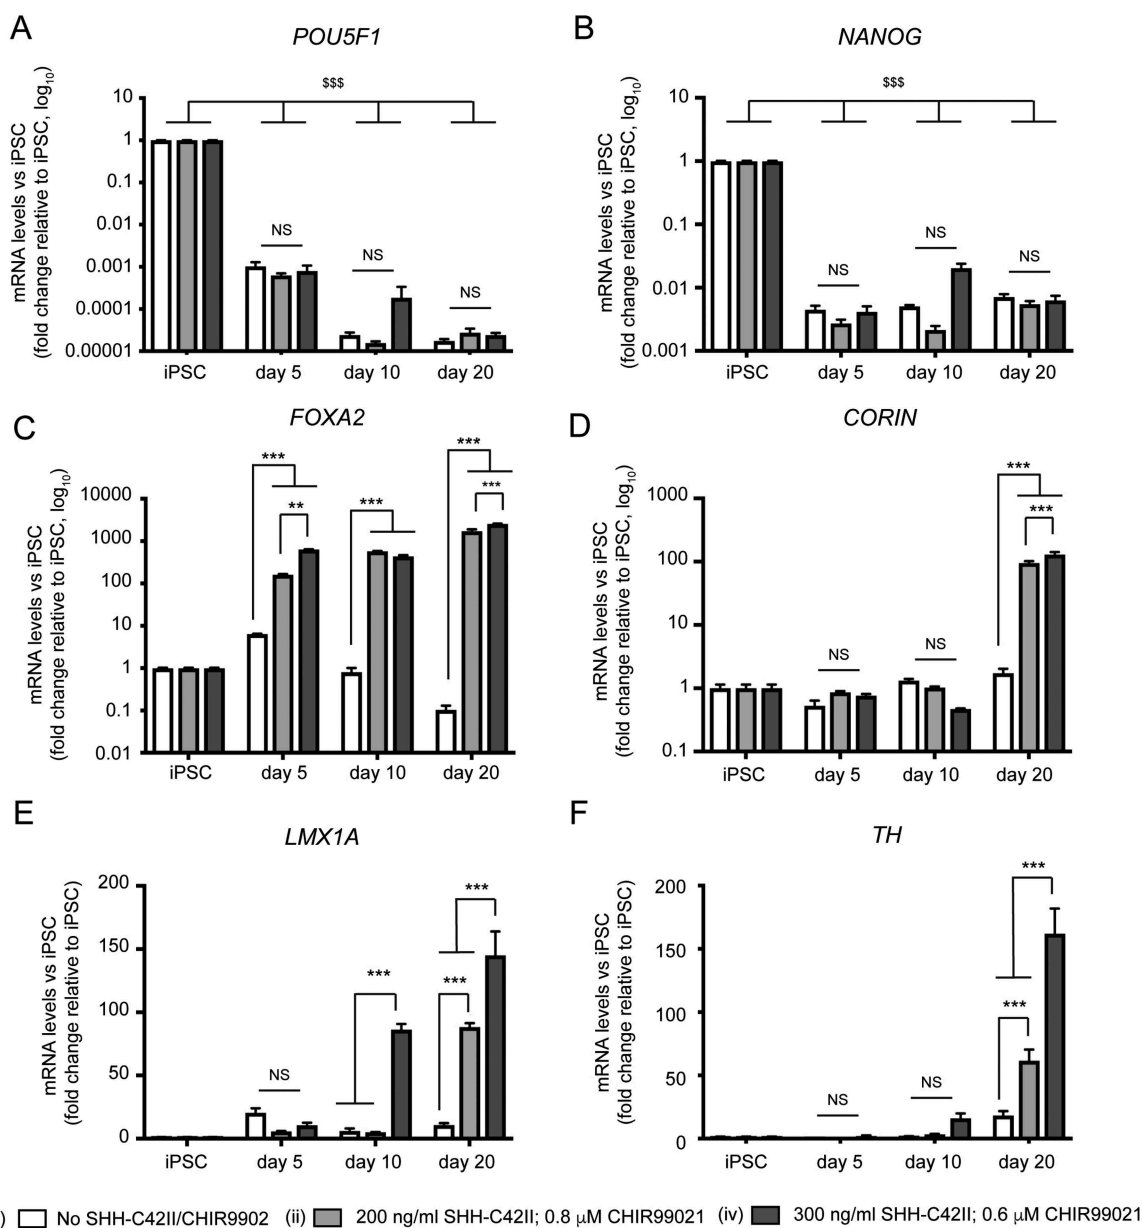 A
POU5F1
mRNA levels vs iPSC
(fold change relative to iPSC, log10)
$$$
10
1
0.1
0.01
0.001
0.0001
0.00001
NS
NS
NS
iPSC day 5 day 10 day 20
B
NANOG
mRNA levels vs iPSC
(fold change relative to iPSC, log10)
$$$
10
1
0.1
0.01
0.001
NS
NS
NS
iPSC day 5 day 10 day 20
C
FOXA2
mRNA levels vs iPSC
(fold change relative to iPSC, log10)
10000
1000
100
10
1
0.1
0.01
***
**
***
***
***
iPSC day 5 day 10 day 20
D
CORIN
mRNA levels vs iPSC
(fold change relative to iPSC, log10)
1000
100
10
1
0.1
NS
NS
***
***
iPSC day 5 day 10 day 20
E
LMX1A
mRNA levels vs iPSC
(fold change relative to iPSC)
200
150
100
50
0
NS
***
***
***
iPSC day 5 day 10 day 20
F
TH
mRNA levels vs iPSC
(fold change relative to iPSC)
200
150
100
50
0
NS
NS
***
***
iPSC day 5 day 10 day 20
) No SHH-C42II/CHIR9902 (ii) 200 ng/ml SHH-C42II; 0.8 μM CHIR99021 (iv) 300 ng/ml SHH-C42II; 0.6 μM CHIR99021